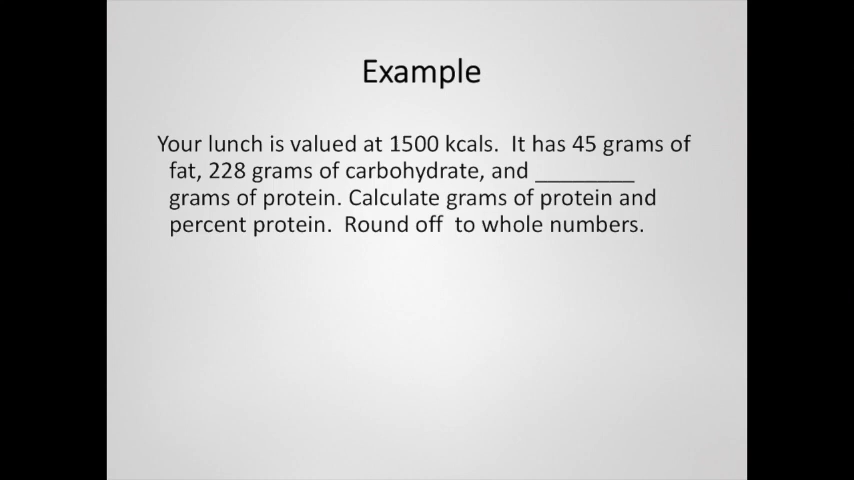 Example
Your lunch is valued at 1500 kcals.  It has 45 grams of
fat, 228 grams of carbohydrate, and ________
grams of protein. Calculate grams of protein and
percent protein.  Round off  to whole numbers.